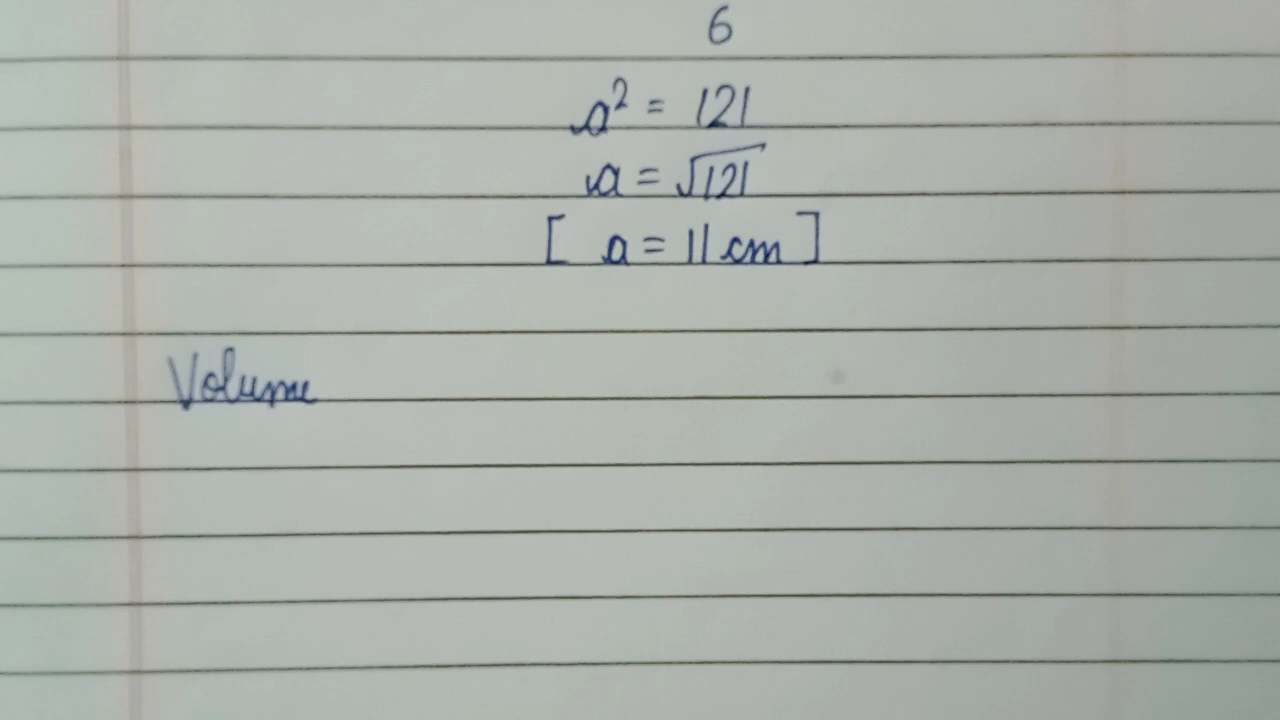 6
a² = 121
a = √121
[ a = 11 cm ]
Volume